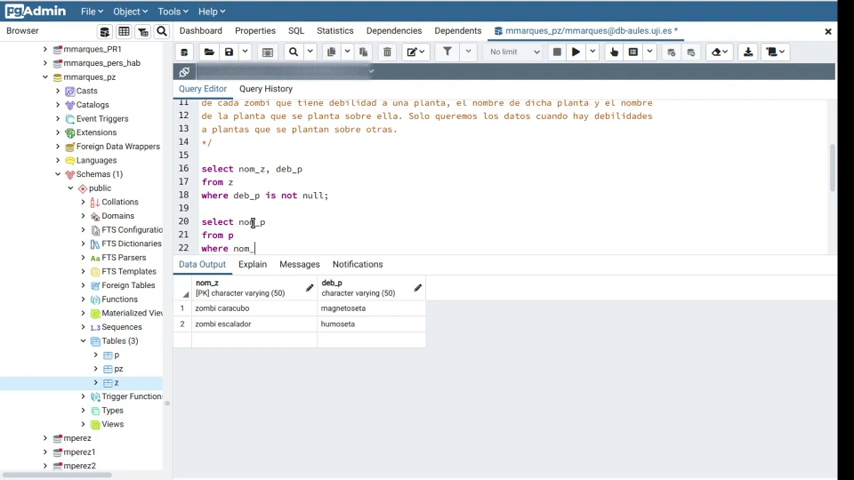 pgAdmin File Object Tools Help
Browser Dashboard Properties SQL Statistics Dependencies Dependents mmarques_pz/mmarques@db-aules.uji.es *
No limit
mmarques_PR1
mmarques_pers_hab
mmarques_pz
Casts
Catalogs
Event Triggers
Extensions
Foreign Data Wrappers
Languages
Schemas (1)
public
Collations
Domains
FTS Configuratio
FTS Dictionaries
FTS Parsers
FTS Templates
Foreign Tables
Functions
Materialized View
Sequences
Tables (3)
p
pz
z
Trigger Function
Types
Views
mperez
mperez1
mperez2
Query Editor Query History
11 de cada zombi que tiene debilidad a una planta, el nombre de dicha planta y el nombre
12 de la planta que se planta sobre ella. Solo queremos los datos cuando hay debilidades
13 a plantas que se plantan sobre otras.
14 */
15
16 select nom_z, deb_p
17 from z
18 where deb_p is not null;
19
20 select nom_p
21 from p
22 where nom_
Data Output Explain Messages Notifications
nom_z deb_p
[PK] character varying (50) character varying (50)
1 zombi caracubo magnetoseta
2 zombi escalador humoseta